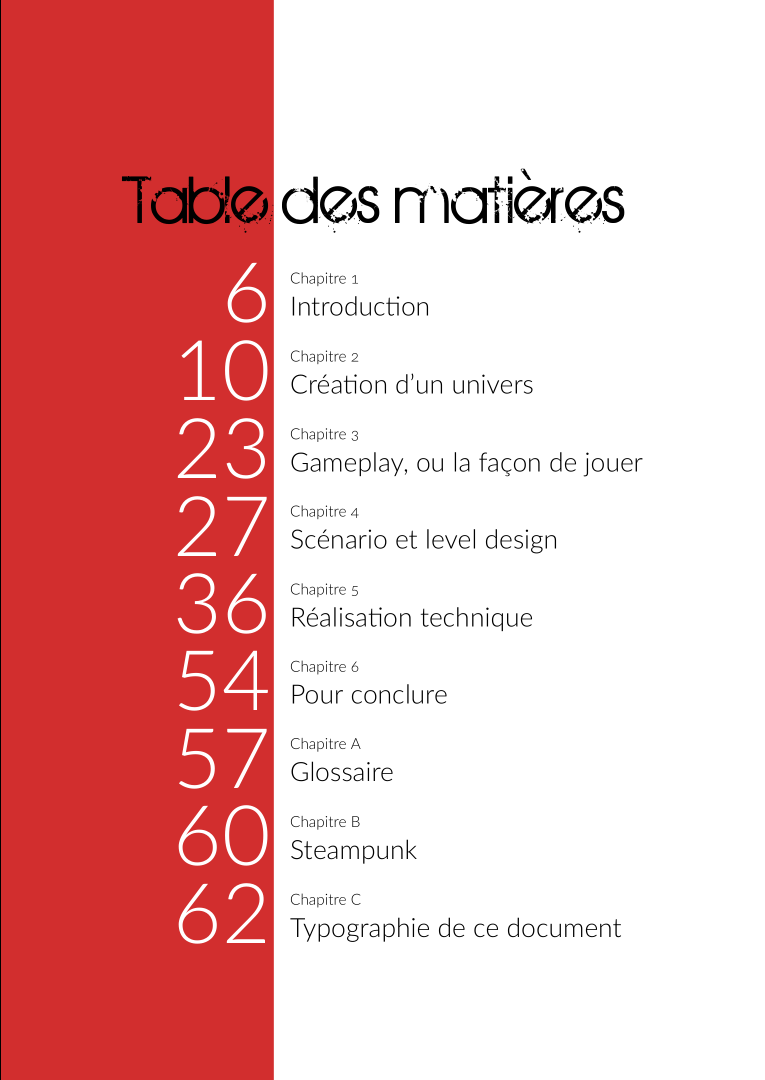 Table des matières
6
Chapitre 1
Introduction
10
Chapitre 2
Création d’un univers
23
Chapitre 3
Gameplay, ou la façon de jouer
27
Chapitre 4
Scénario et level design
36
Chapitre 5
Réalisation technique
54
Chapitre 6
Pour conclure
57
Chapitre A
Glossaire
60
Chapitre B
Steampunk
62
Chapitre C
Typographie de ce document